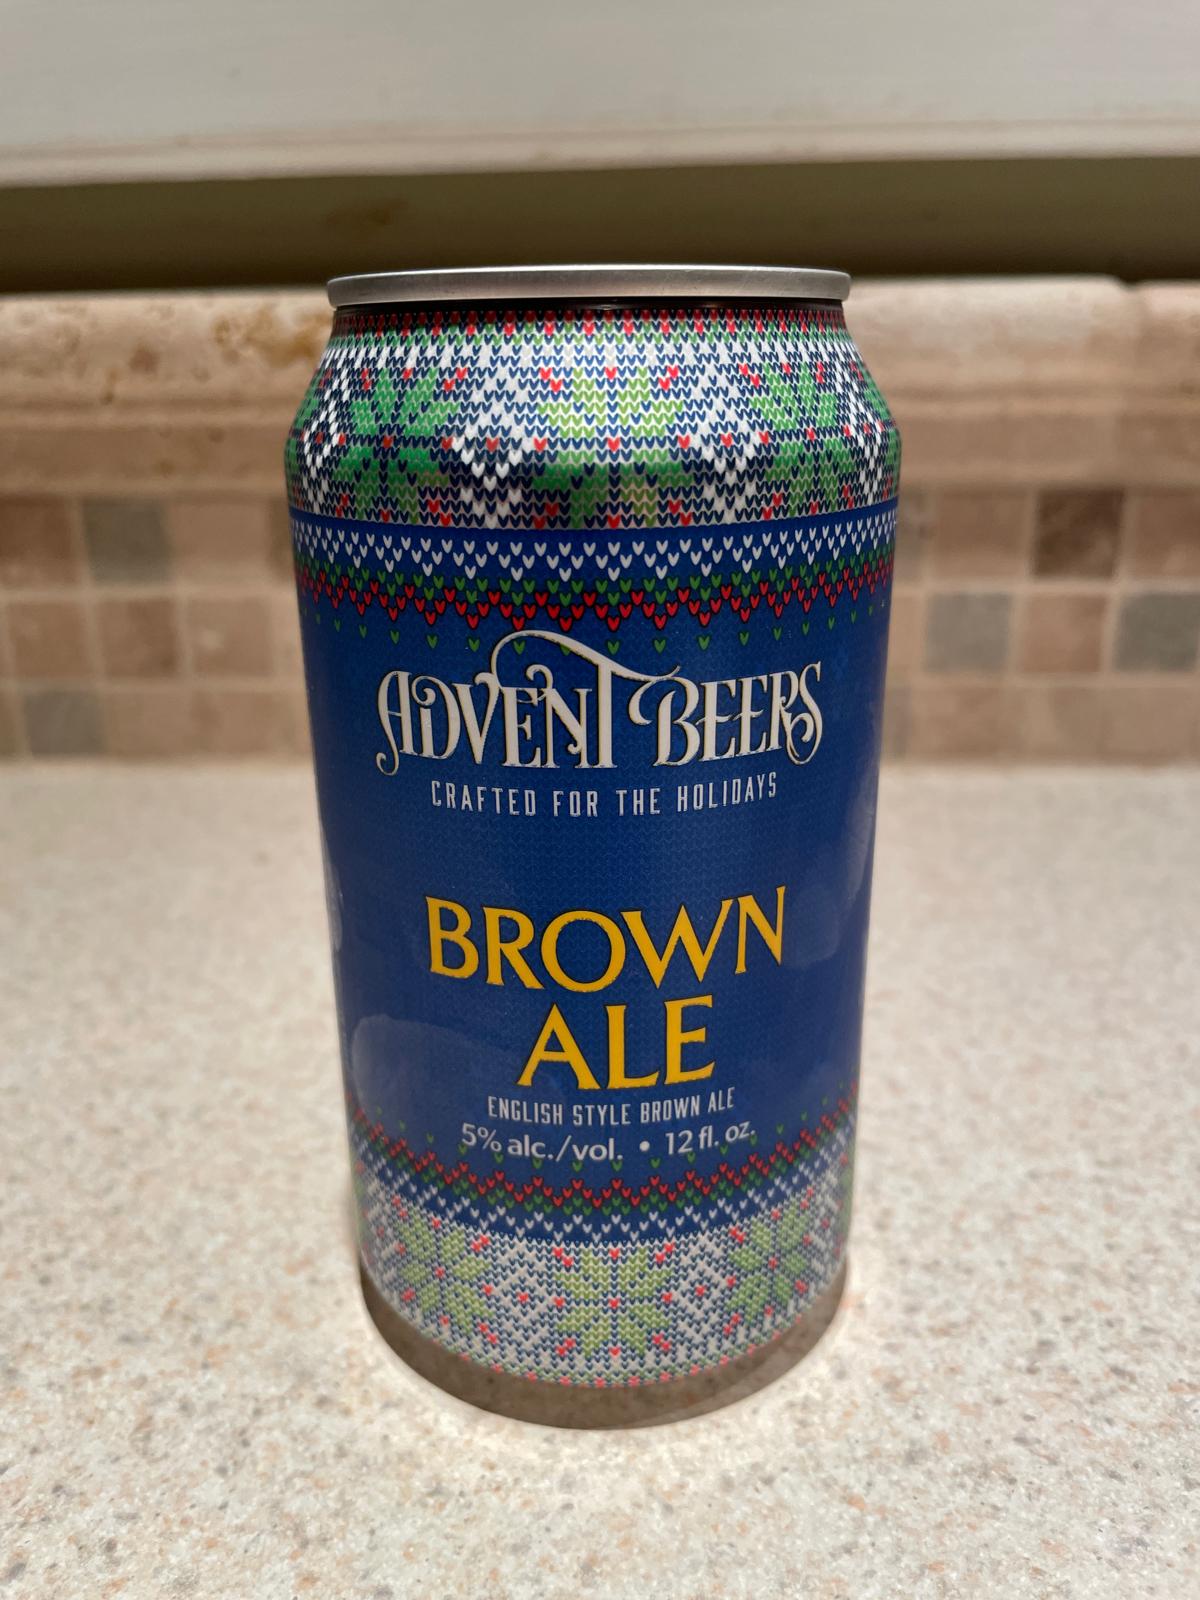 ADVENT BEERS
CRAFTED FOR THE HOLIDAYS
BROWN
ALE
ENGLISH STYLE BROWN ALE
5% alc./vol. • 12 fl. oz.